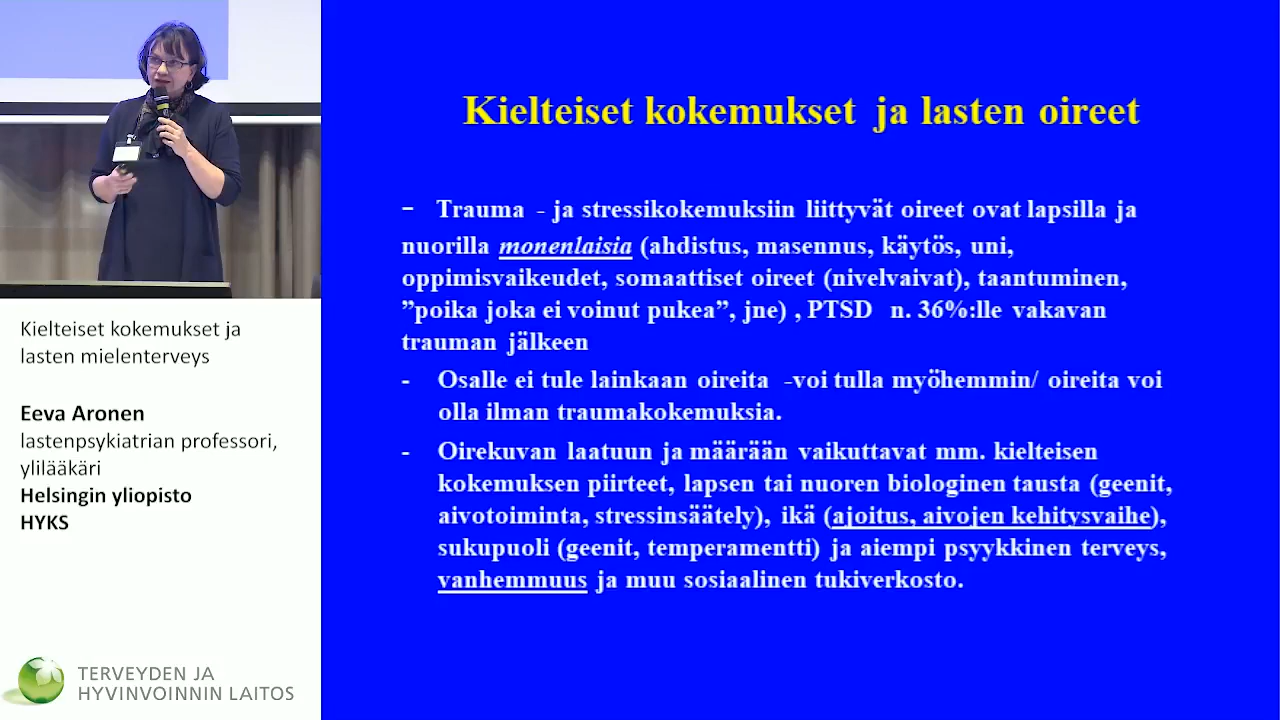 Kielteiset kokemukset ja lasten oireet
- Trauma - ja stressikokemuksiin liittyvät oireet ovat lapsilla ja
nuorilla monenlaisia (ahdistus, masennus, käytös, uni,
oppimisvaikeudet, somaattiset oireet (nivelvaivat), taantuminen,
”poika joka ei voinut pukea”, jne) , PTSD n. 36%:lle vakavan
trauman jälkeen
- Osalle ei tule lainkaan oireita -voi tulla myöhemmin/ oireita voi
olla ilman traumakokemuksia.
- Oirekuvan laatuun ja määrään vaikuttavat mm. kielteisen
kokemuksen piirteet, lapsen tai nuoren biologinen tausta (geenit,
aivotoiminta, stressinsäätely), ikä (ajoitus, aivojen kehitysvaihe),
sukupuoli (geenit, temperamentti) ja aiempi psyykkinen terveys,
vanhemmuus ja muu sosiaalinen tukiverkosto.
Kielteiset kokemukset ja
lasten mielenterveys
Eeva Aronen
lastenpsykiatrian professori,
ylilääkäri
Helsingin yliopisto
HYKS
TERVEYDEN JA
HYVINVOINNIN LAITOS